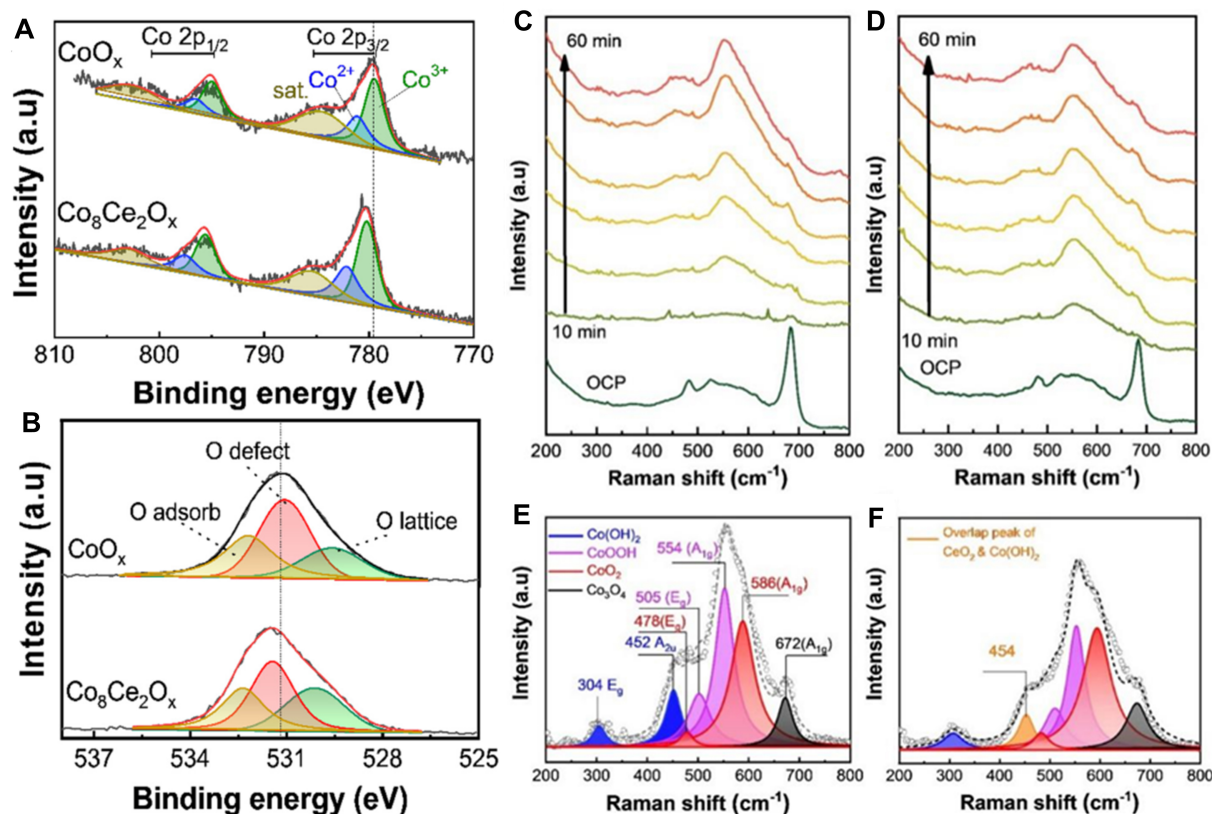 A
Co 2p1/2
Co 2p3/2
CoOx
sat.
Co2+
Co3+
Co8Ce2Ox
Intensity (a.u)
810 800 790 780 770
Binding energy (eV)
B
O defect
O adsorb
O lattice
CoOx
Co8Ce2Ox
Intensity (a.u)
537 534 531 528 525
Binding energy (eV)
C
60 min
10 min
OCP
Intensity (a.u)
200 300 400 500 600 700 800
Raman shift (cm-1)
D
60 min
10 min
OCP
Intensity (a.u)
200 300 400 500 600 700 800
Raman shift (cm-1)
E
Co(OH)2
CoOOH
CoO2
Co3O4
554 (A1g)
505 (Eg)
586(A1g)
478(Eg)
452 A2u
672(A1g)
304 Eg
Intensity (a.u)
200 300 400 500 600 700 800
Raman shift (cm-1)
F
Overlap peak of
CeO2 & Co(OH)2
454
Intensity (a.u)
200 300 400 500 600 700 800
Raman shift (cm-1)